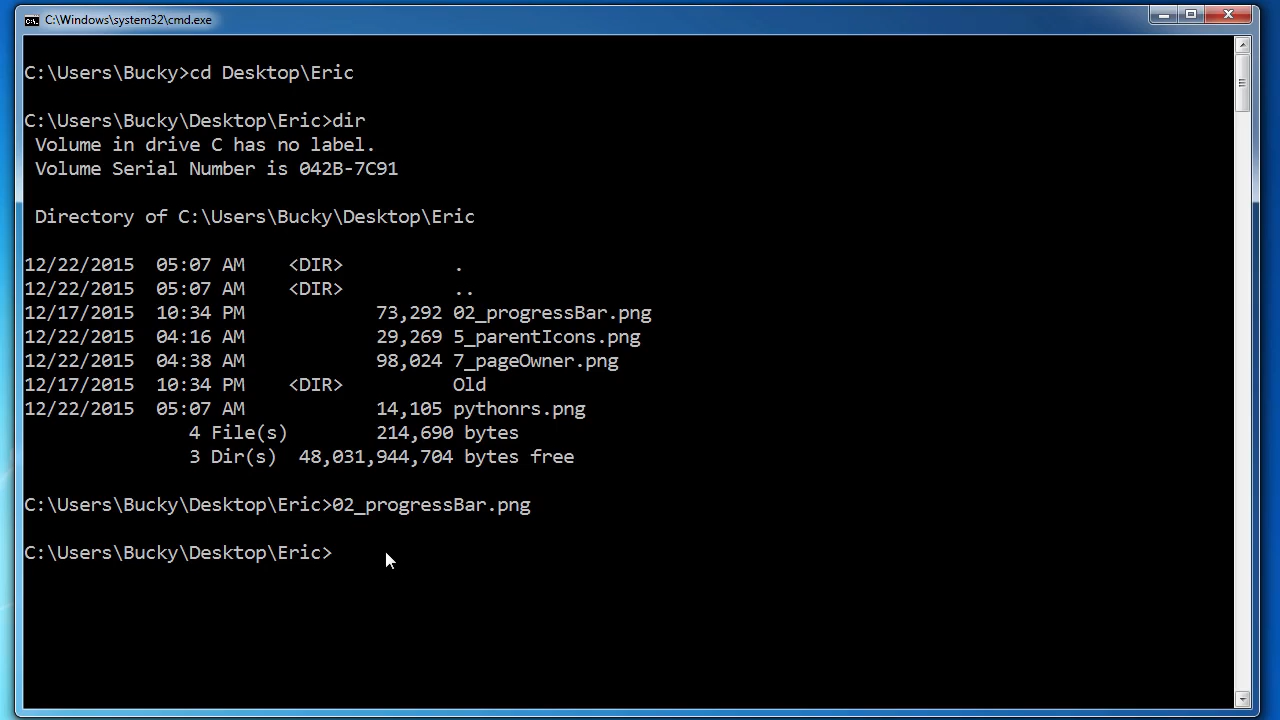 C:\Windows\system32\cmd.exe
C:\Users\Bucky>cd Desktop\Eric
C:\Users\Bucky\Desktop\Eric>dir
Volume in drive C has no label.
Volume Serial Number is 042B-7C91
Directory of C:\Users\Bucky\Desktop\Eric
12/22/2015  05:07 AM    <DIR>          .
12/22/2015  05:07 AM    <DIR>          ..
12/17/2015  10:34 PM            73,292 02_progressBar.png
12/22/2015  04:16 AM            29,269 5_parentIcons.png
12/22/2015  04:38 AM            98,024 7_pageOwner.png
12/17/2015  10:34 PM    <DIR>          Old
12/22/2015  05:07 AM            14,105 pythonrs.png
4 File(s)        214,690 bytes
3 Dir(s)  48,031,944,704 bytes free
C:\Users\Bucky\Desktop\Eric>02_progressBar.png
C:\Users\Bucky\Desktop\Eric>